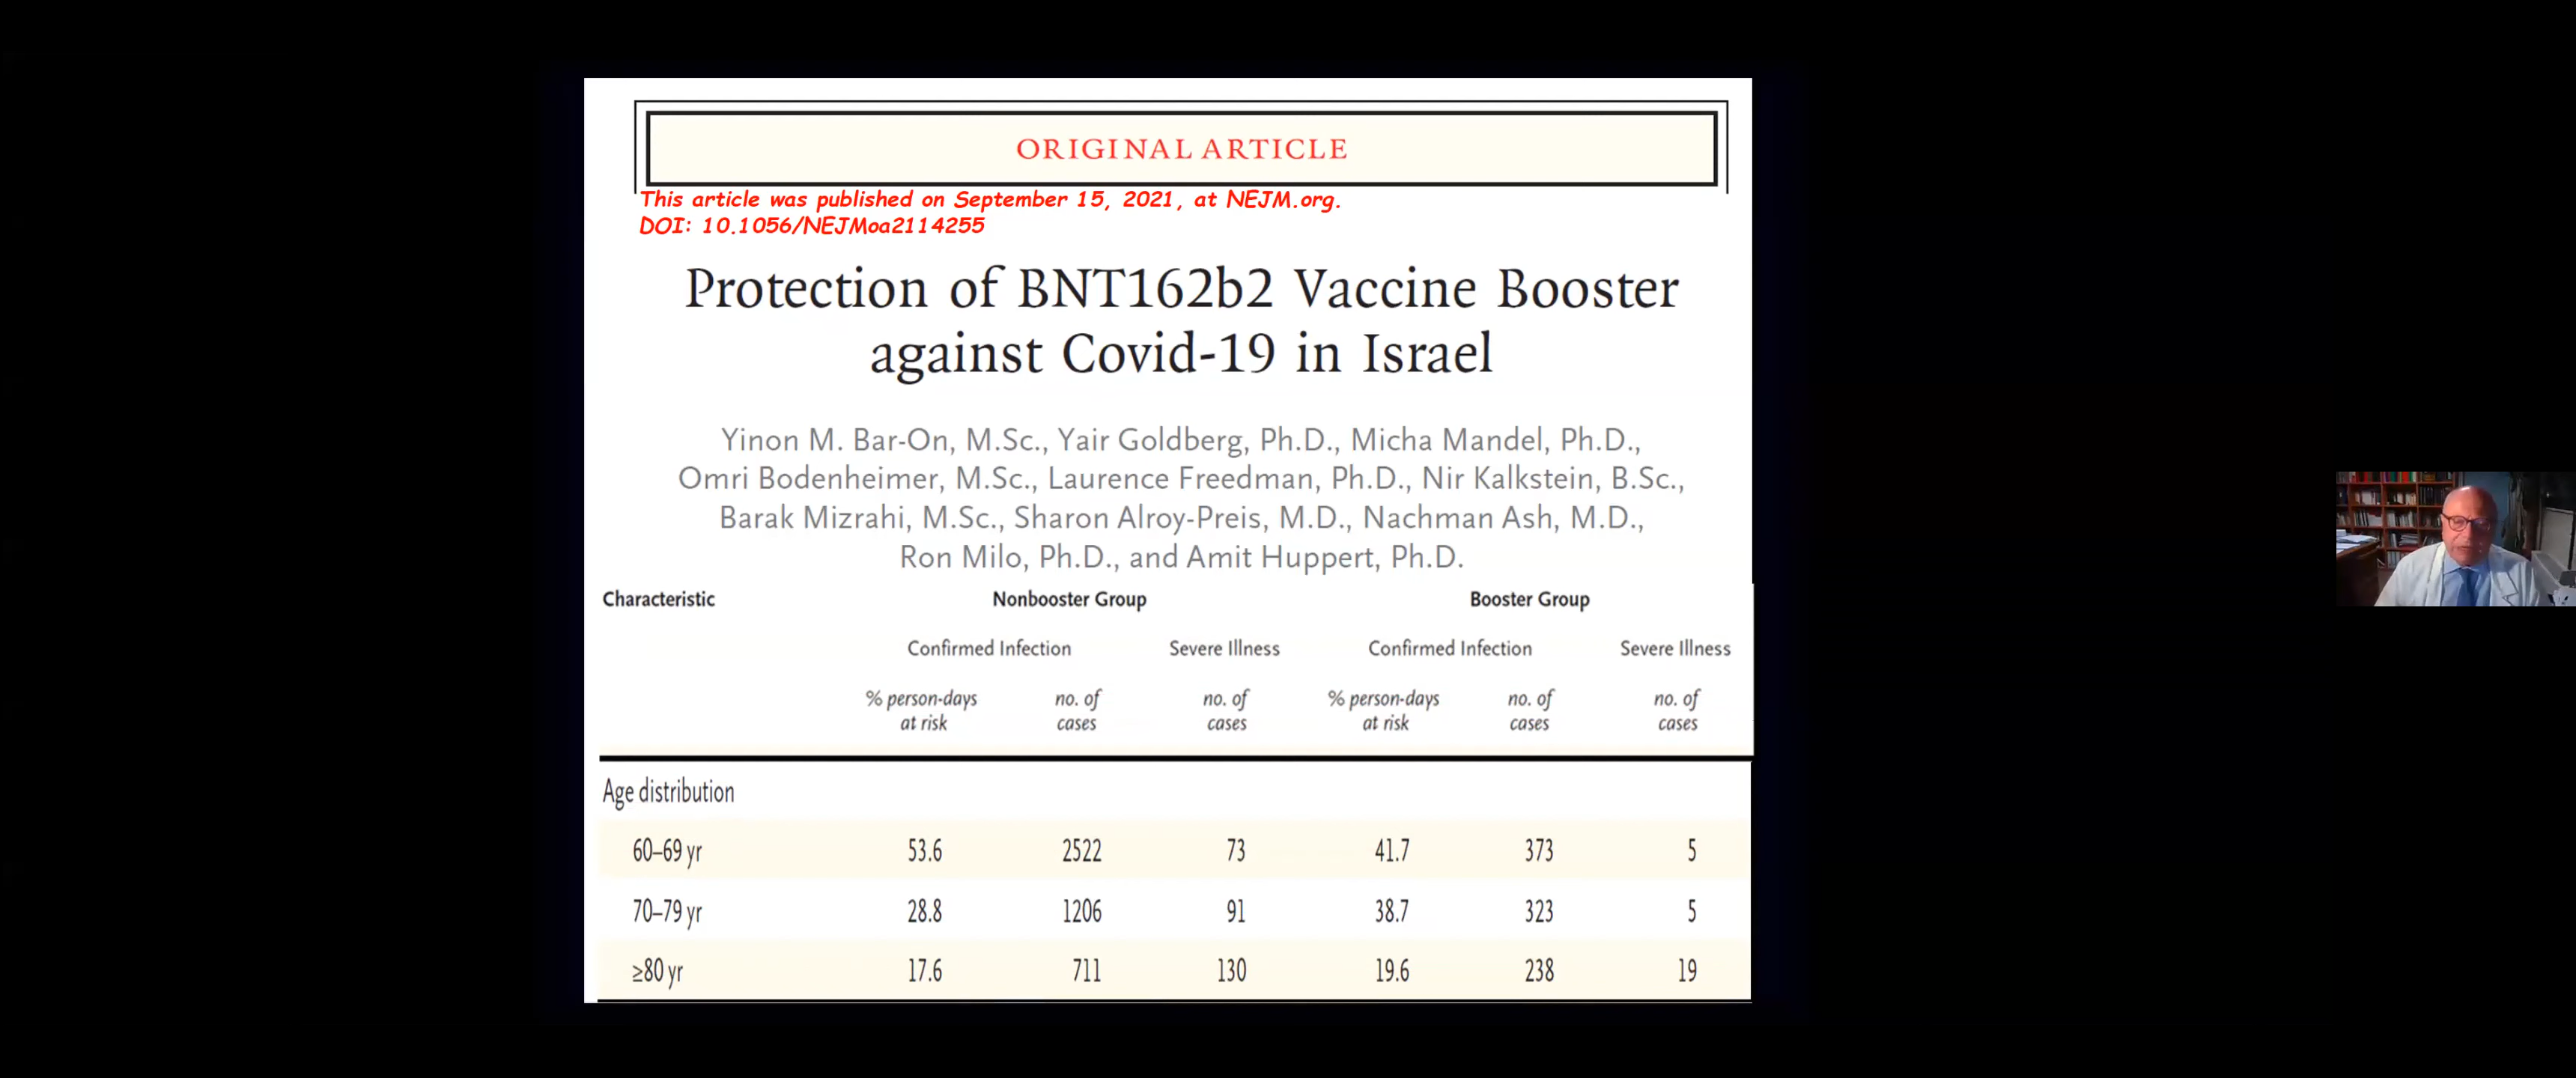 ORIGINAL ARTICLE
This article was published on September 15, 2021, at NEJM.org.
DOI: 10.1056/NEJMoa2114255
Protection of BNT162b2 Vaccine Booster
against Covid-19 in Israel
Yinon M. Bar-On, M.Sc., Yair Goldberg, Ph.D., Micha Mandel, Ph.D.,
Omri Bodenheimer, M.Sc., Laurence Freedman, Ph.D., Nir Kalkstein, B.Sc.,
Barak Mizrahi, M.Sc., Sharon Alroy-Preis, M.D., Nachman Ash, M.D.,
Ron Milo, Ph.D., and Amit Huppert, Ph.D.
Characteristic Nonbooster Group Booster Group
Confirmed Infection Severe Illness Confirmed Infection Severe Illness
% person-days no. of no. of % person-days no. of no. of
at risk cases cases at risk cases cases
Age distribution
60–69 yr 53.6 2522 73 41.7 373 5
70–79 yr 28.8 1206 91 38.7 323 5
≥80 yr 17.6 711 130 19.6 238 19